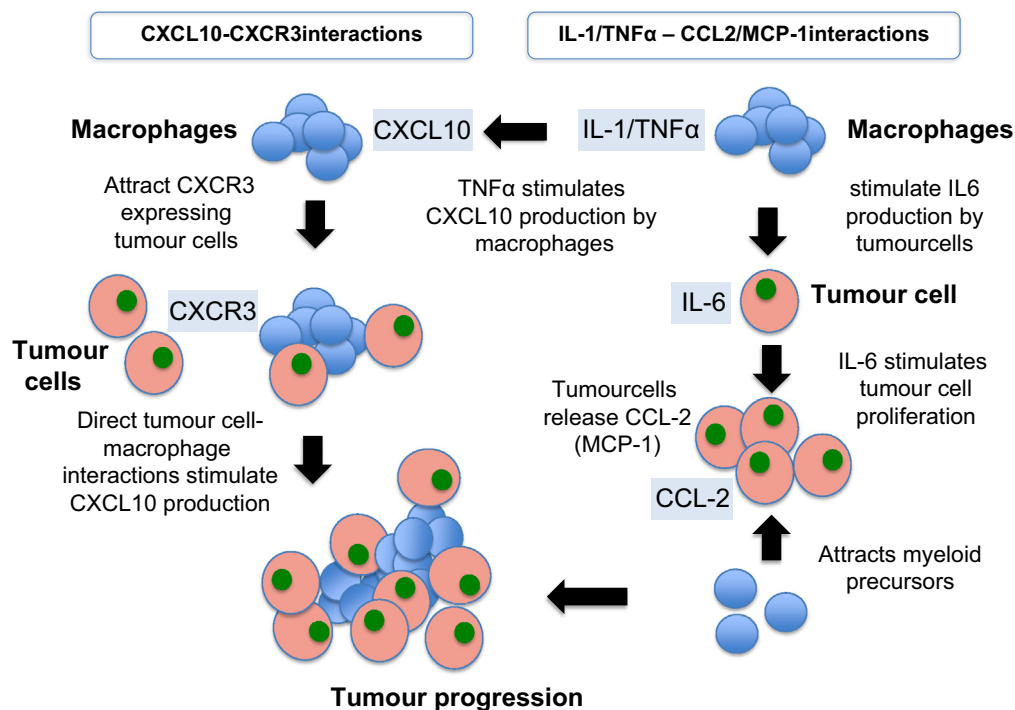 CXCL10-CXCR3interactions
IL-1/TNFα – CCL2/MCP-1interactions
Macrophages
CXCL10
IL-1/TNFα
Macrophages
Attract CXCR3
expressing
tumour cells
TNFα stimulates
CXCL10 production by
macrophages
stimulate IL6
production by
tumourcells
CXCR3
IL-6
Tumour cell
Tumour
cells
Direct tumour cell-
macrophage
interactions stimulate
CXCL10 production
Tumourcells
release CCL-2
(MCP-1)
IL-6 stimulates
tumour cell
proliferation
CCL-2
Attracts myeloid
precursors
Tumour progression